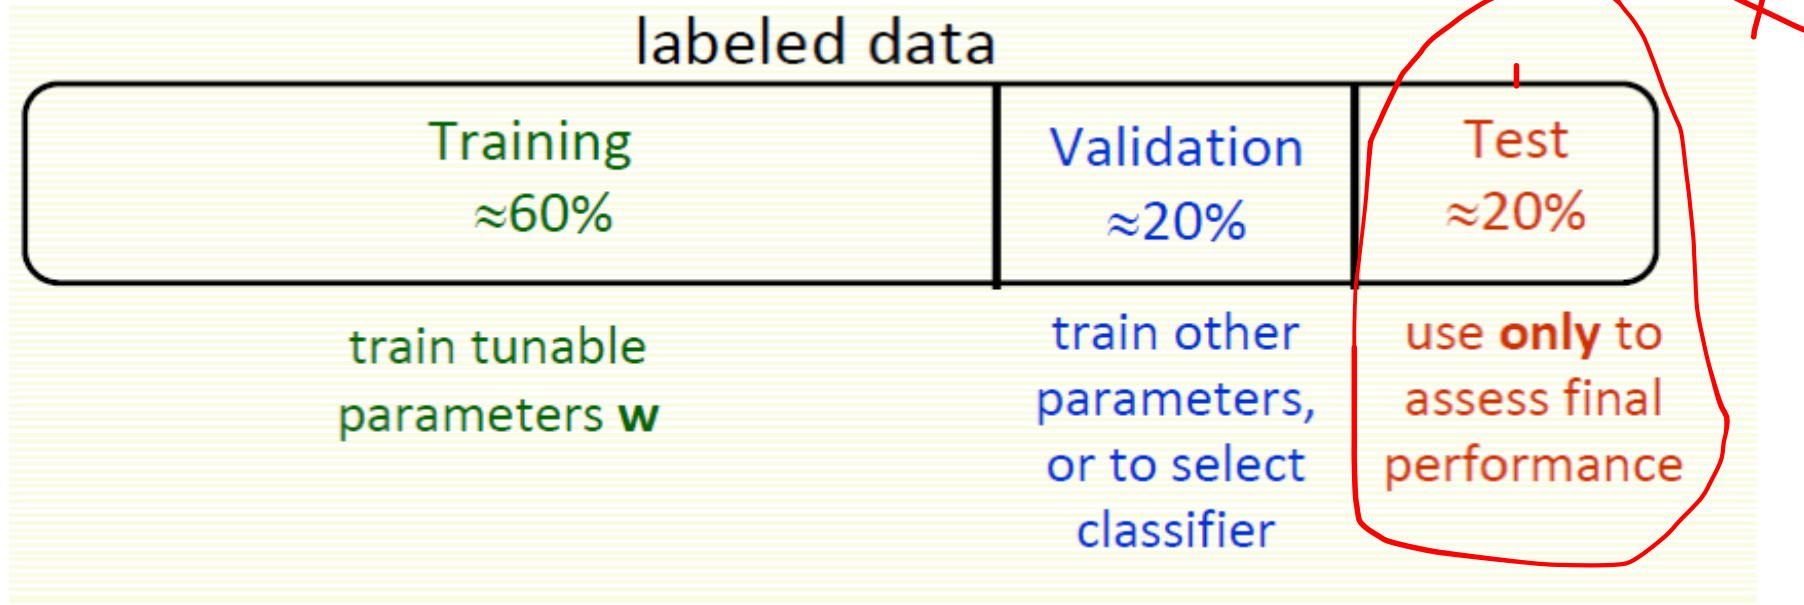 labeled data
Training
≈60%
Validation
≈20%
Test
≈20%
train tunable
parameters w
train other
parameters,
or to select
classifier
use only to
assess final
performance